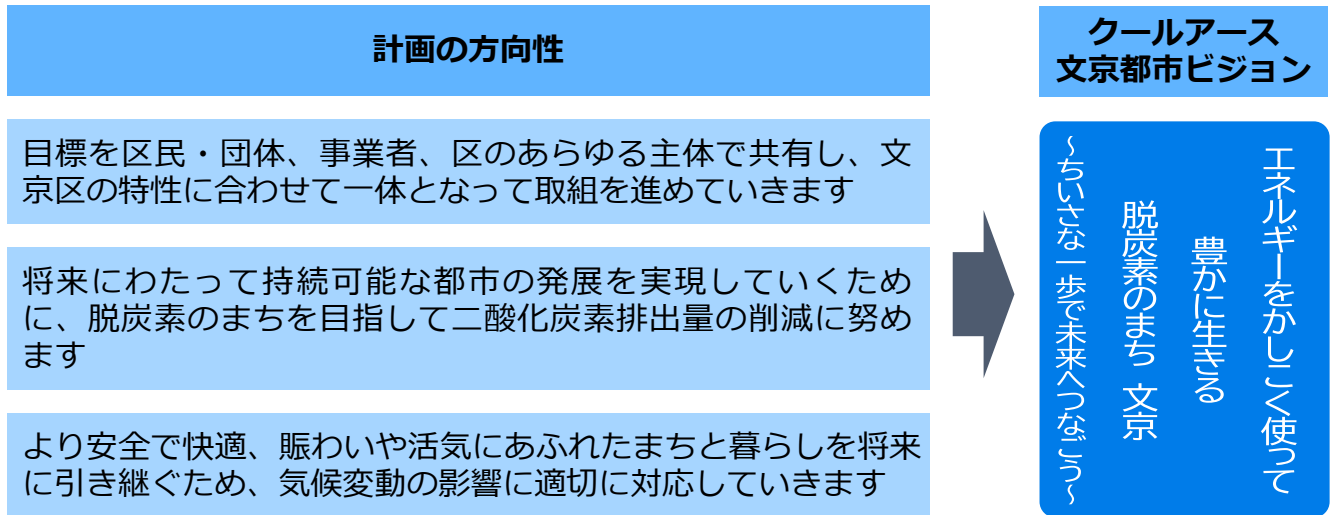 計画の方向性
目標を区民・団体、事業者、区のあらゆる主体で共有し、文
京区の特性に合わせて一体となって取組を進めていきます
将来にわたって持続可能な都市の発展を実現していくため
に、脱炭素のまちを目指して二酸化炭素排出量の削減に努め
ます
より安全で快適、賑わいや活気にあふれたまちと暮らしを将来
に引き継ぐため、気候変動の影響に適切に対応していきます
クールアース
文京都市ビジョン
エネルギーをかしこく使って
豊かに生きる
脱炭素のまち 文京
～ちいさな一歩で未来へつなごう～